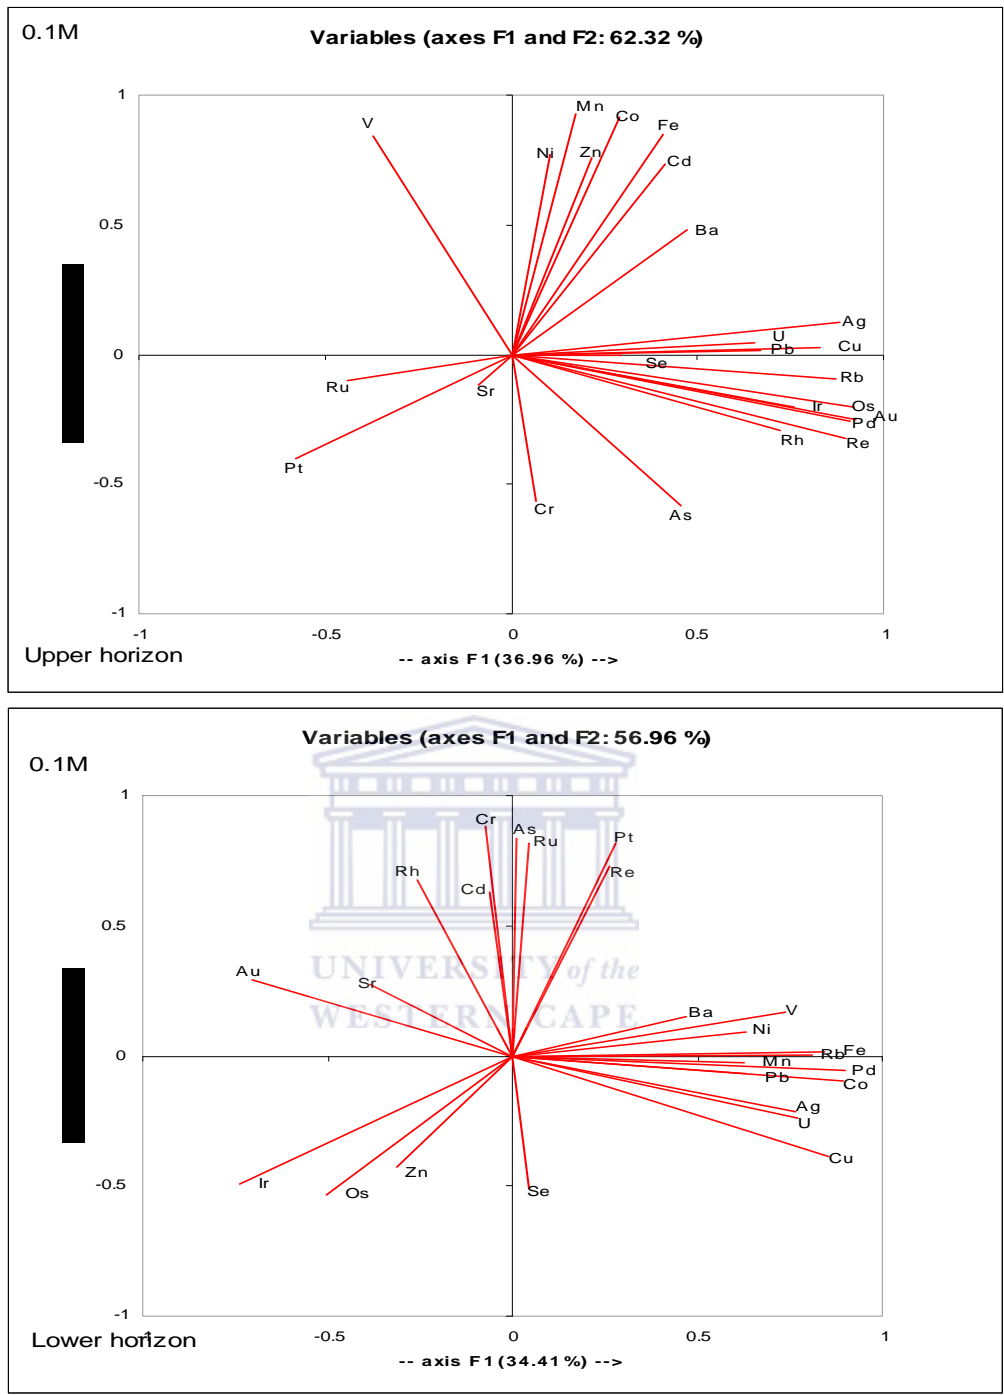 0.1M
Variables (axes F1 and F2: 62.32 %)
1
Mn
Co
V
Fe
Ni
Zn
Cd
0.5
Ba
Ag
U
Cu
Pb
0
Se
Rb
Ru
Sr
Ir
Os
Au
Pd
Rh
Re
Pt
-0.5
Cr
As
-1
-1
-0.5
0
0.5
1
Upper horizon
-- axis F1 (36.96 %) -->
Variables (axes F1 and F2: 56.96 %)
0.1M
1
Cr
As
Ru
Pt
Rh
Re
Cd
0.5
UNIVERSITY of the
Au
Sr
WESTERN CAPE
Ba
V
Ni
0
Fe
Rb
Mn
Pd
Pb
Co
Ag
U
Cu
Zn
-0.5
Ir
Os
Se
-1
Lower horizon
-1
-0.5
0
0.5
1
-- axis F1 (34.41 %) -->